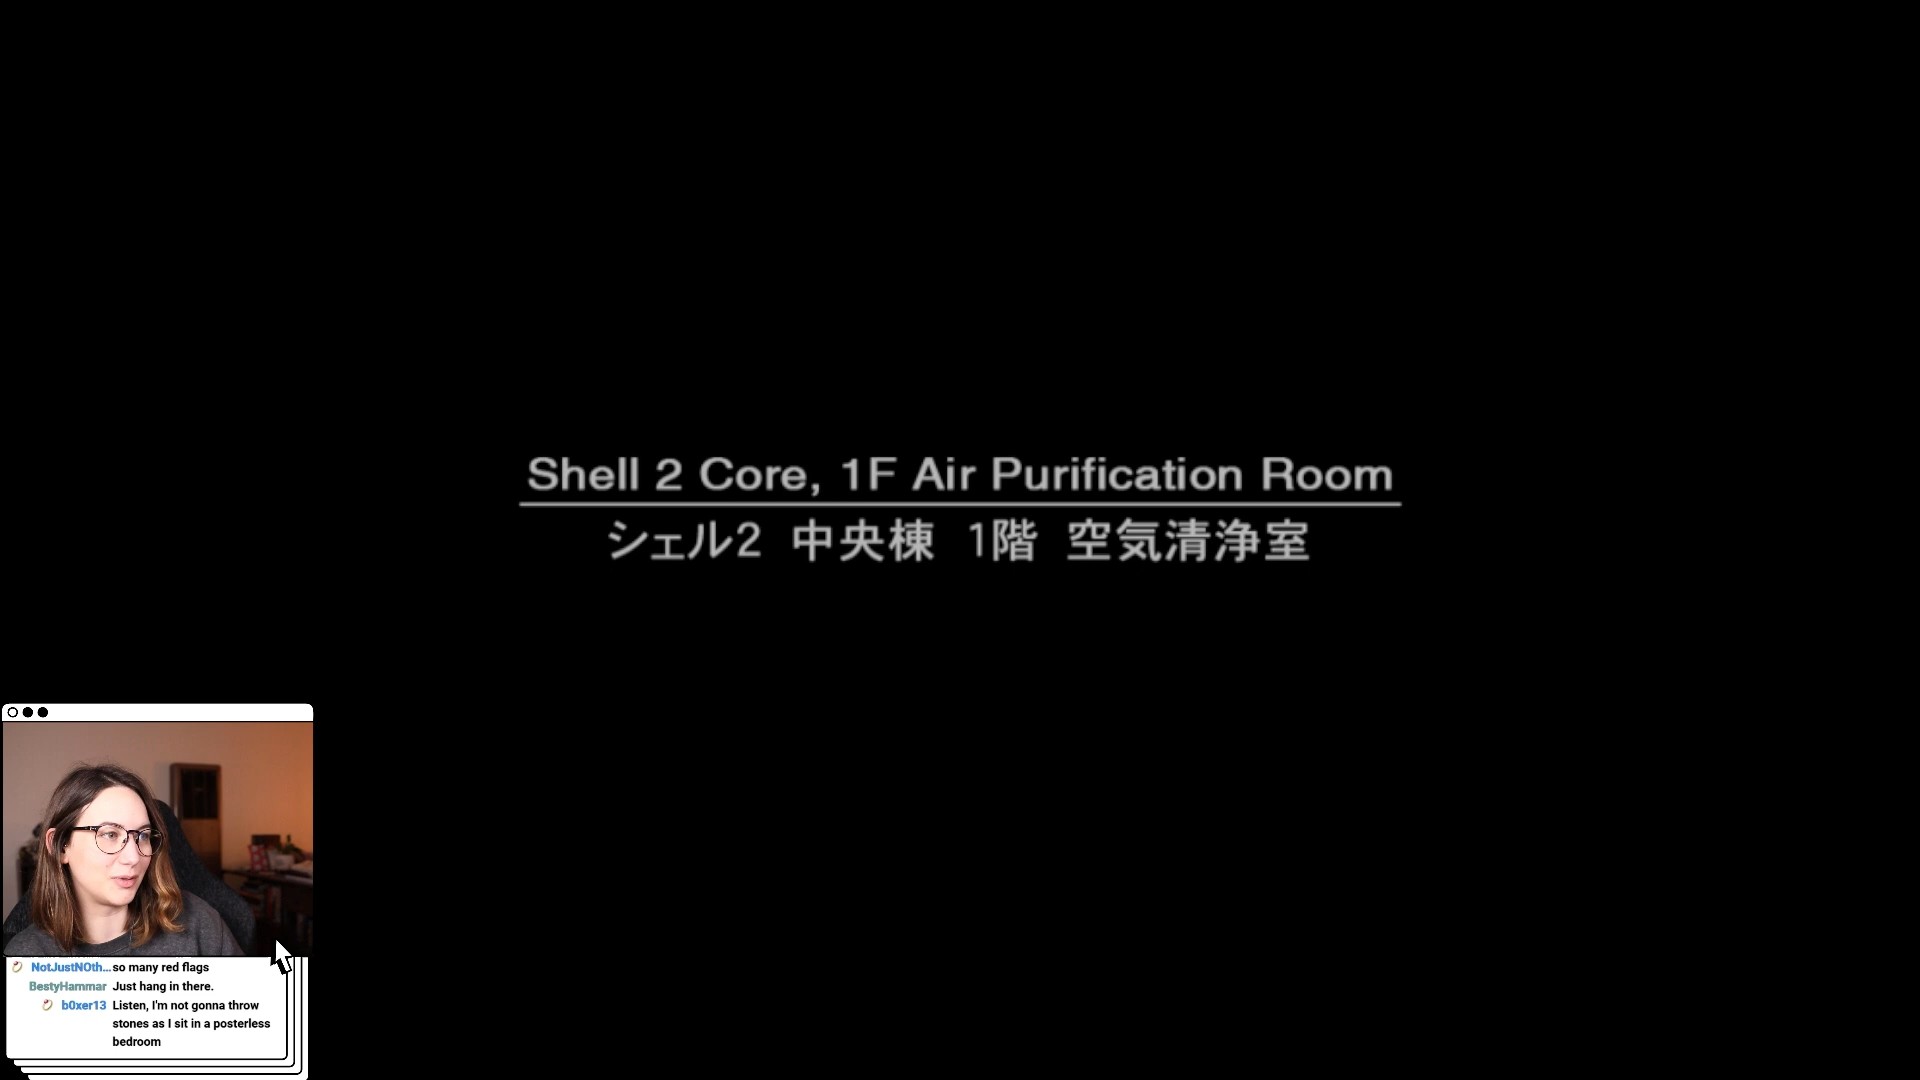 Shell 2 Core, 1F Air Purification Room
シェル2 中央棟 1階 空気清浄室
NotJustNOth... so many red flags
BestyHammar Just hang in there.
b0xer13 Listen, I'm not gonna throw
stones as I sit in a posterless
bedroom